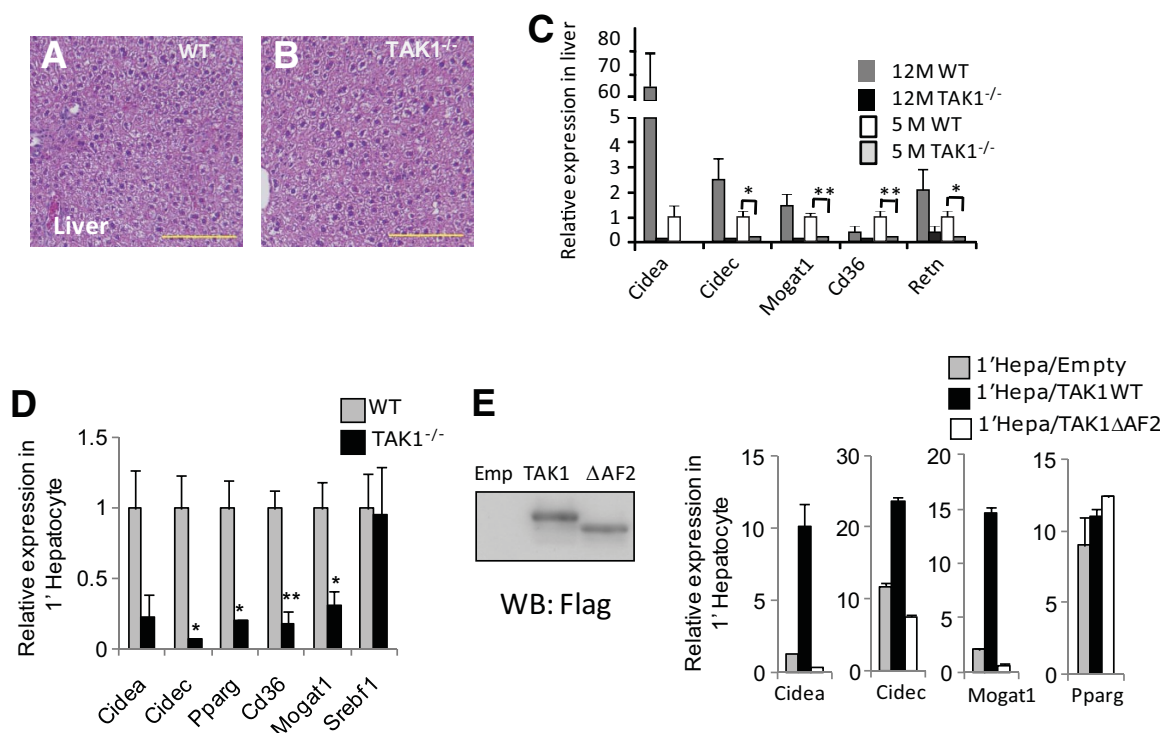 A
WT
Liver
B
TAK1-/-
C
Relative expression in liver
80
70
60
5
4
3
2
1
0
12M WT
12M TAK1-/-
5 M WT
5 M TAK1-/-
*
**
**
*
Cidea
Cidec
Mogat1
Cd36
Retn
D
WT
TAK1-/-
Relative expression in
1' Hepatocyte
1.5
1
0.5
0
*
*
**
*
Cidea
Cidec
Pparg
Cd36
Mogat1
Srebf1
E
Emp TAK1 ΔAF2
WB: Flag
1'Hepa/Empty
1'Hepa/TAK1WT
1'Hepa/TAK1ΔAF2
Relative expression in
1' Hepatocyte
15
10
5
0
Cidea
30
20
10
0
Cidec
20
15
10
5
0
Mogat1
15
10
5
0
Pparg